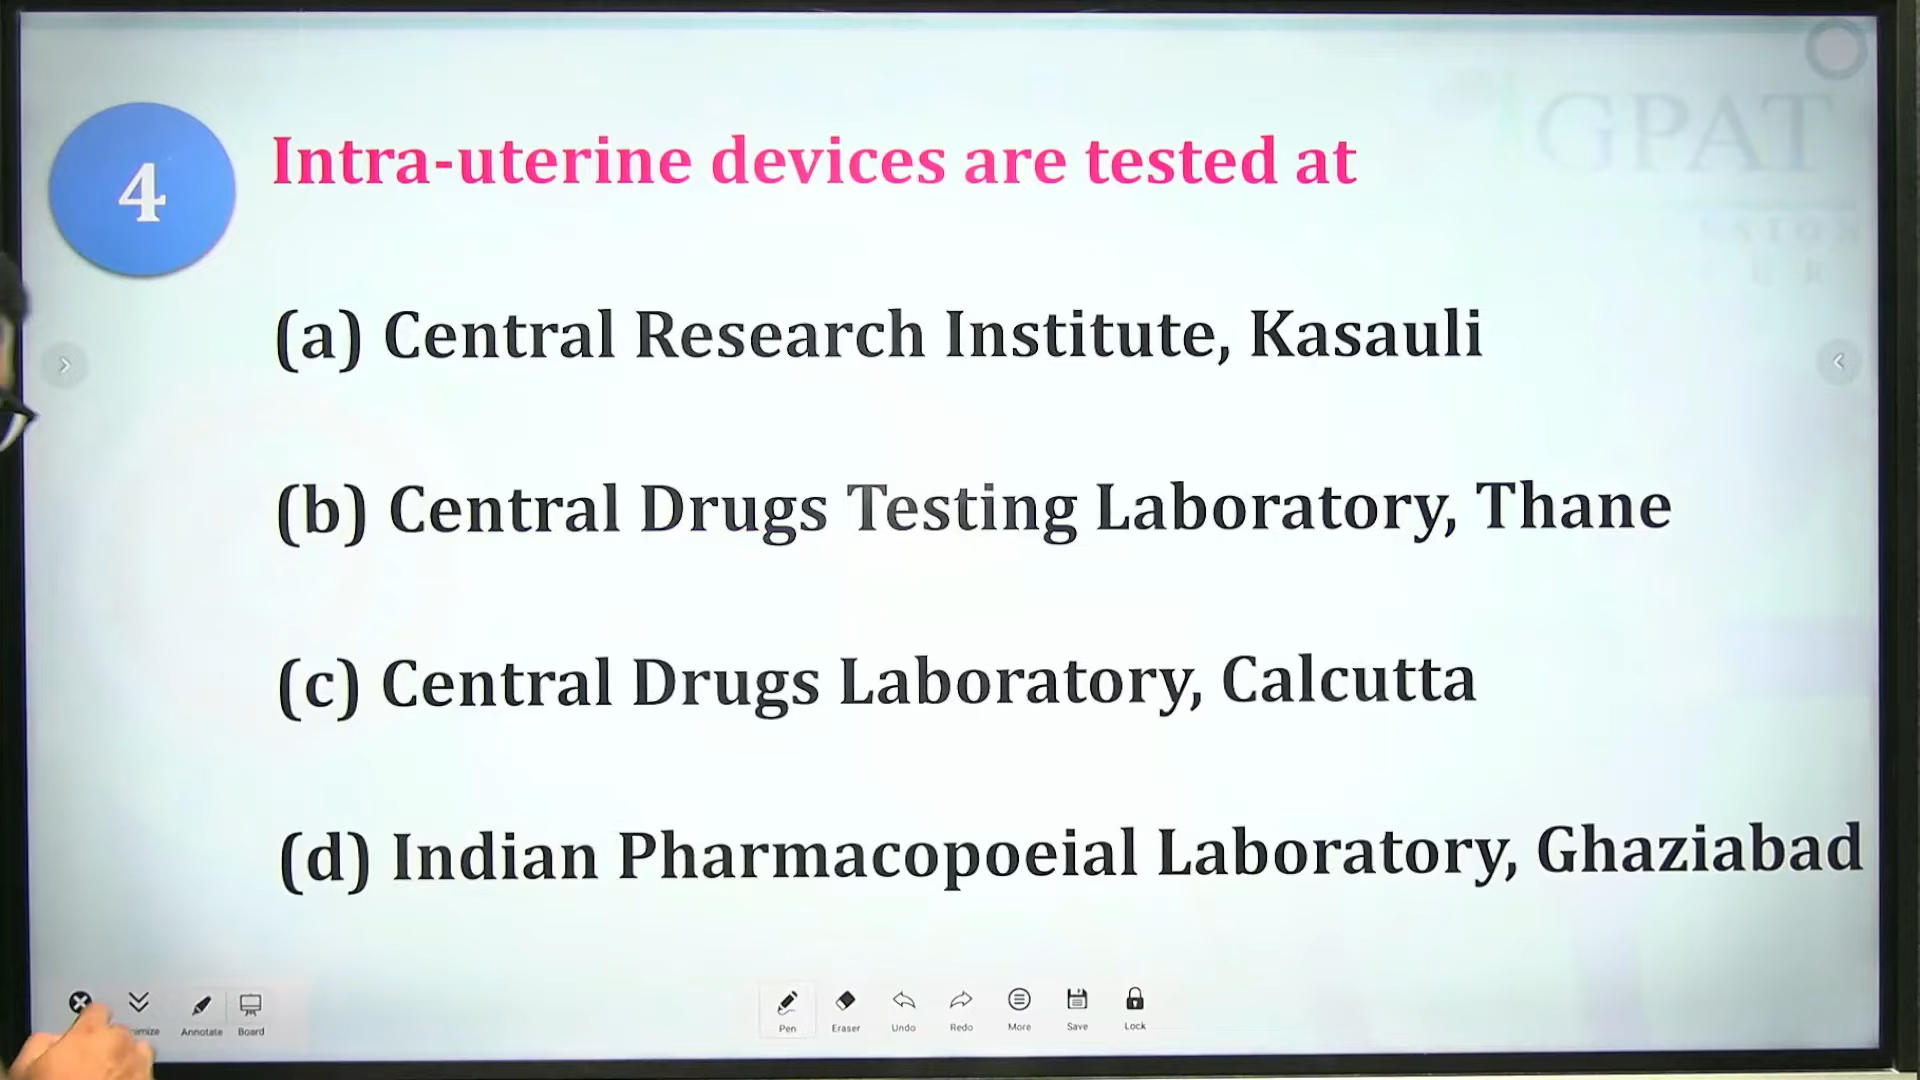 GPAT
4
Intra-uterine devices are tested at
(a) Central Research Institute, Kasauli
(b) Central Drugs Testing Laboratory, Thane
(c) Central Drugs Laboratory, Calcutta
(d) Indian Pharmacopoeial Laboratory, Ghaziabad
Annotate Board Pen Eraser Undo Redo More Save Lock